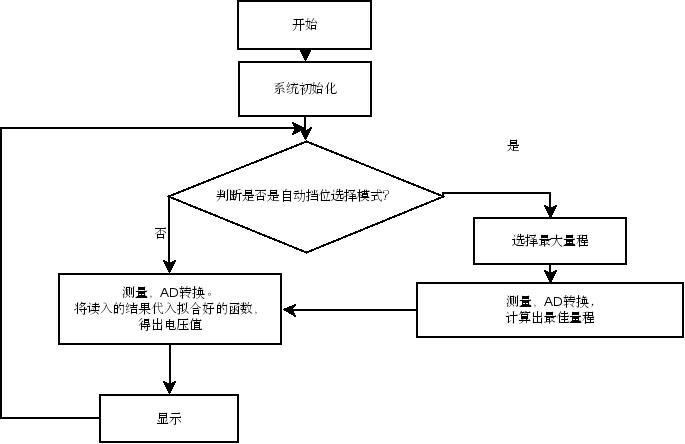 开始
系统初始化
是
判断是否是自动挡位选择模式?
否
选择最大量程
测量，AD转换。
将读入的结果代入拟合好的函数，
得出电压值
测量，AD转换，
计算出最佳量程
显示